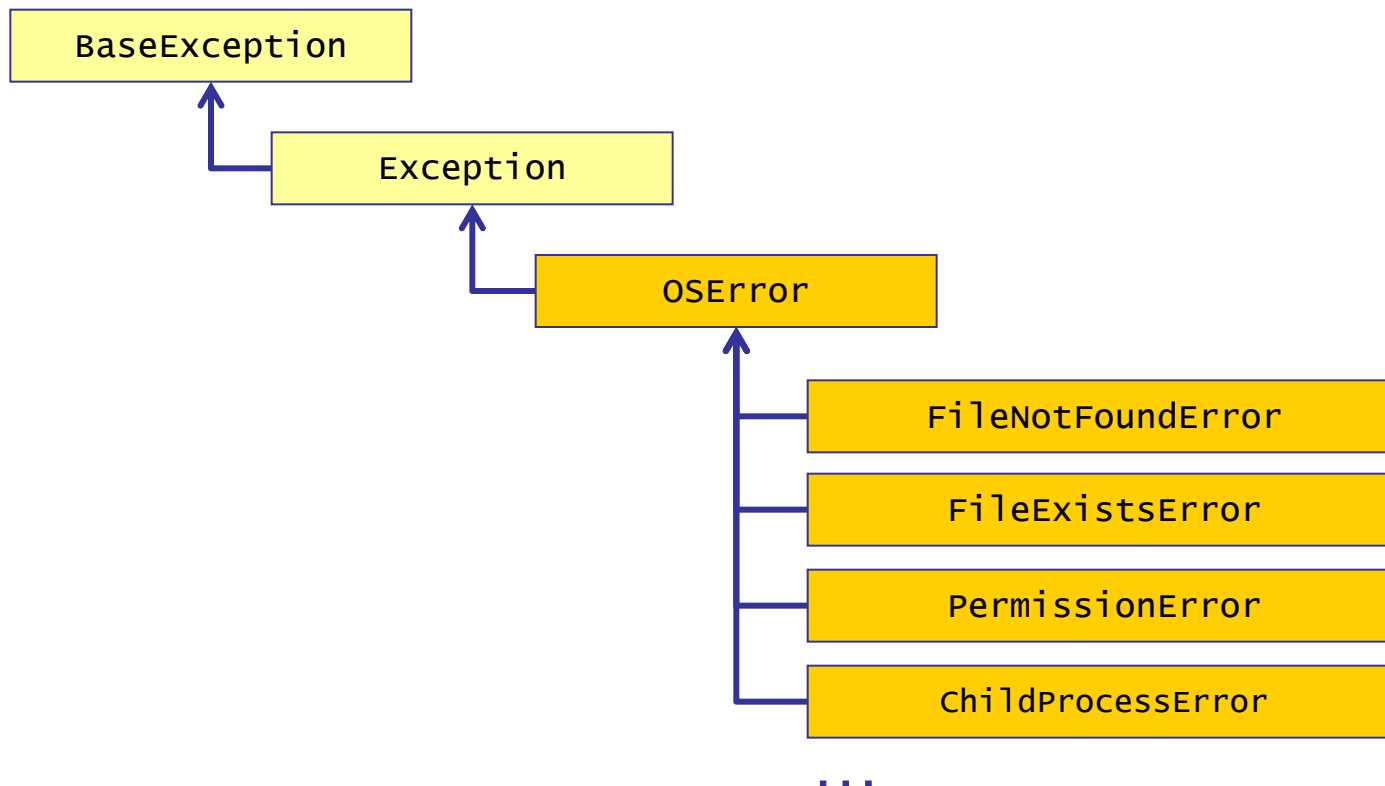 BaseException
Exception
OSError
FileNotFoundError
FileExistsError
PermissionError
ChildProcessError
...